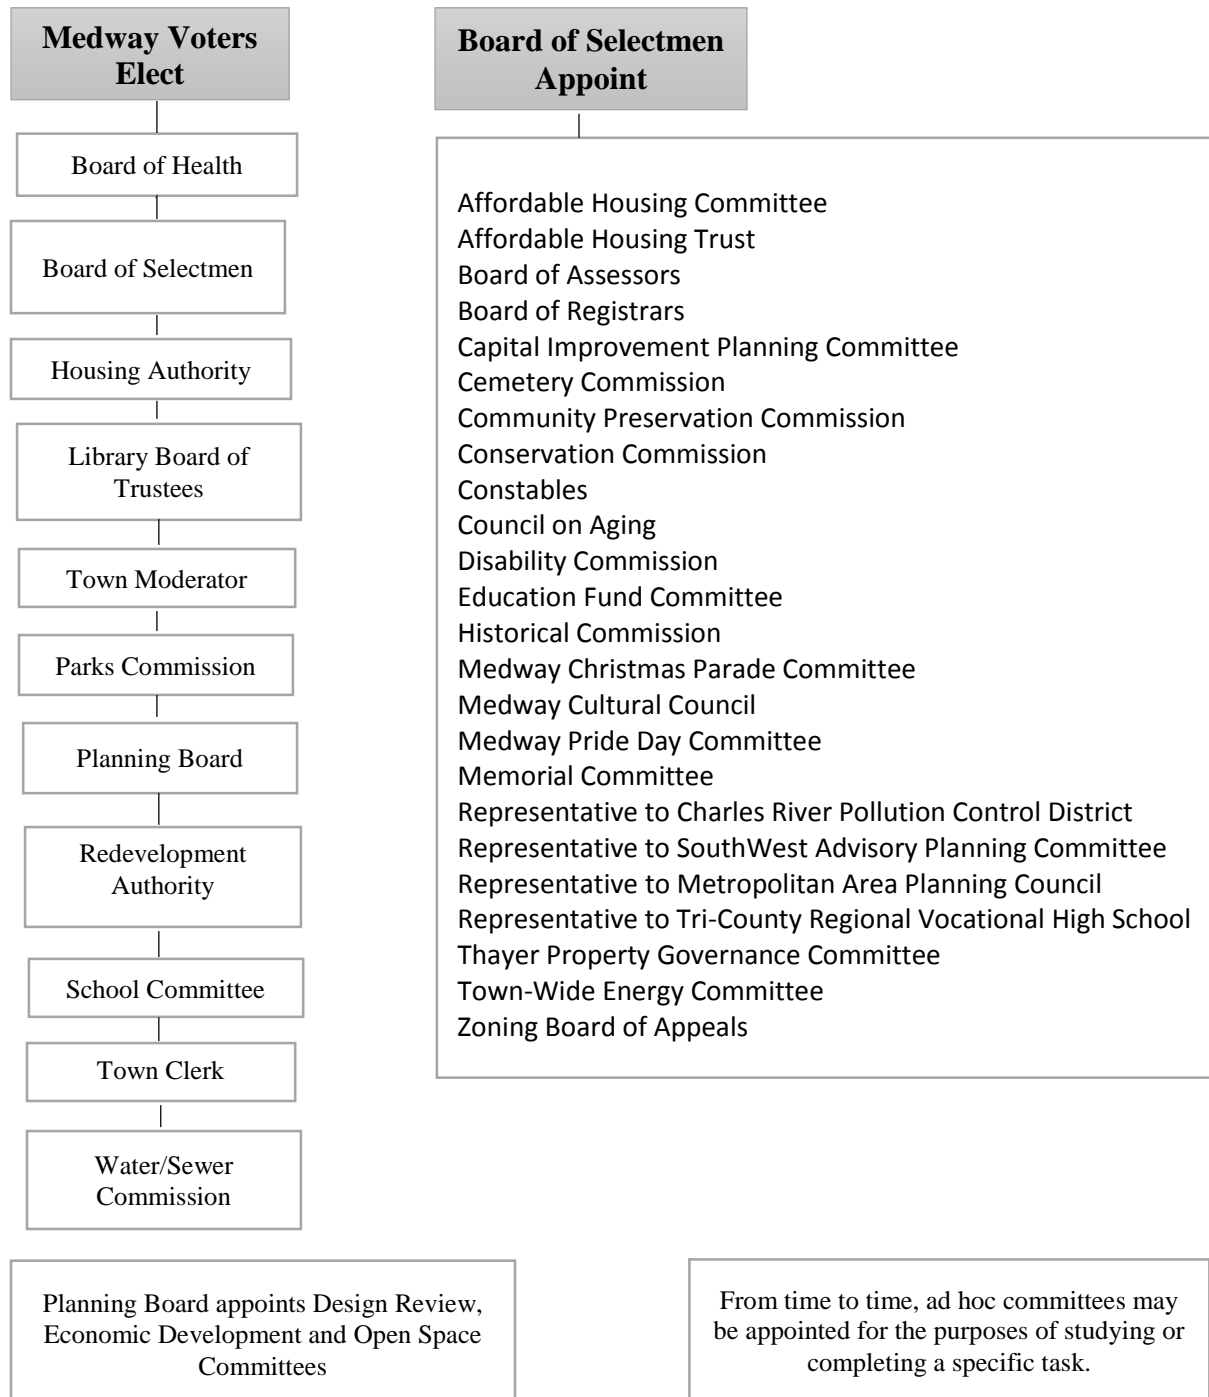 Medway Voters
Elect
Board of Health
Board of Selectmen
Housing Authority
Library Board of
Trustees
Town Moderator
Parks Commission
Planning Board
Redevelopment
Authority
School Committee
Town Clerk
Water/Sewer
Commission
Board of Selectmen
Appoint
Affordable Housing Committee
Affordable Housing Trust
Board of Assessors
Board of Registrars
Capital Improvement Planning Committee
Cemetery Commission
Community Preservation Commission
Conservation Commission
Constables
Council on Aging
Disability Commission
Education Fund Committee
Historical Commission
Medway Christmas Parade Committee
Medway Cultural Council
Medway Pride Day Committee
Memorial Committee
Representative to Charles River Pollution Control District
Representative to SouthWest Advisory Planning Committee
Representative to Metropolitan Area Planning Council
Representative to Tri-County Regional Vocational High School
Thayer Property Governance Committee
Town-Wide Energy Committee
Zoning Board of Appeals
Planning Board appoints Design Review,
Economic Development and Open Space
Committees
From time to time, ad hoc committees may
be appointed for the purposes of studying or
completing a specific task.